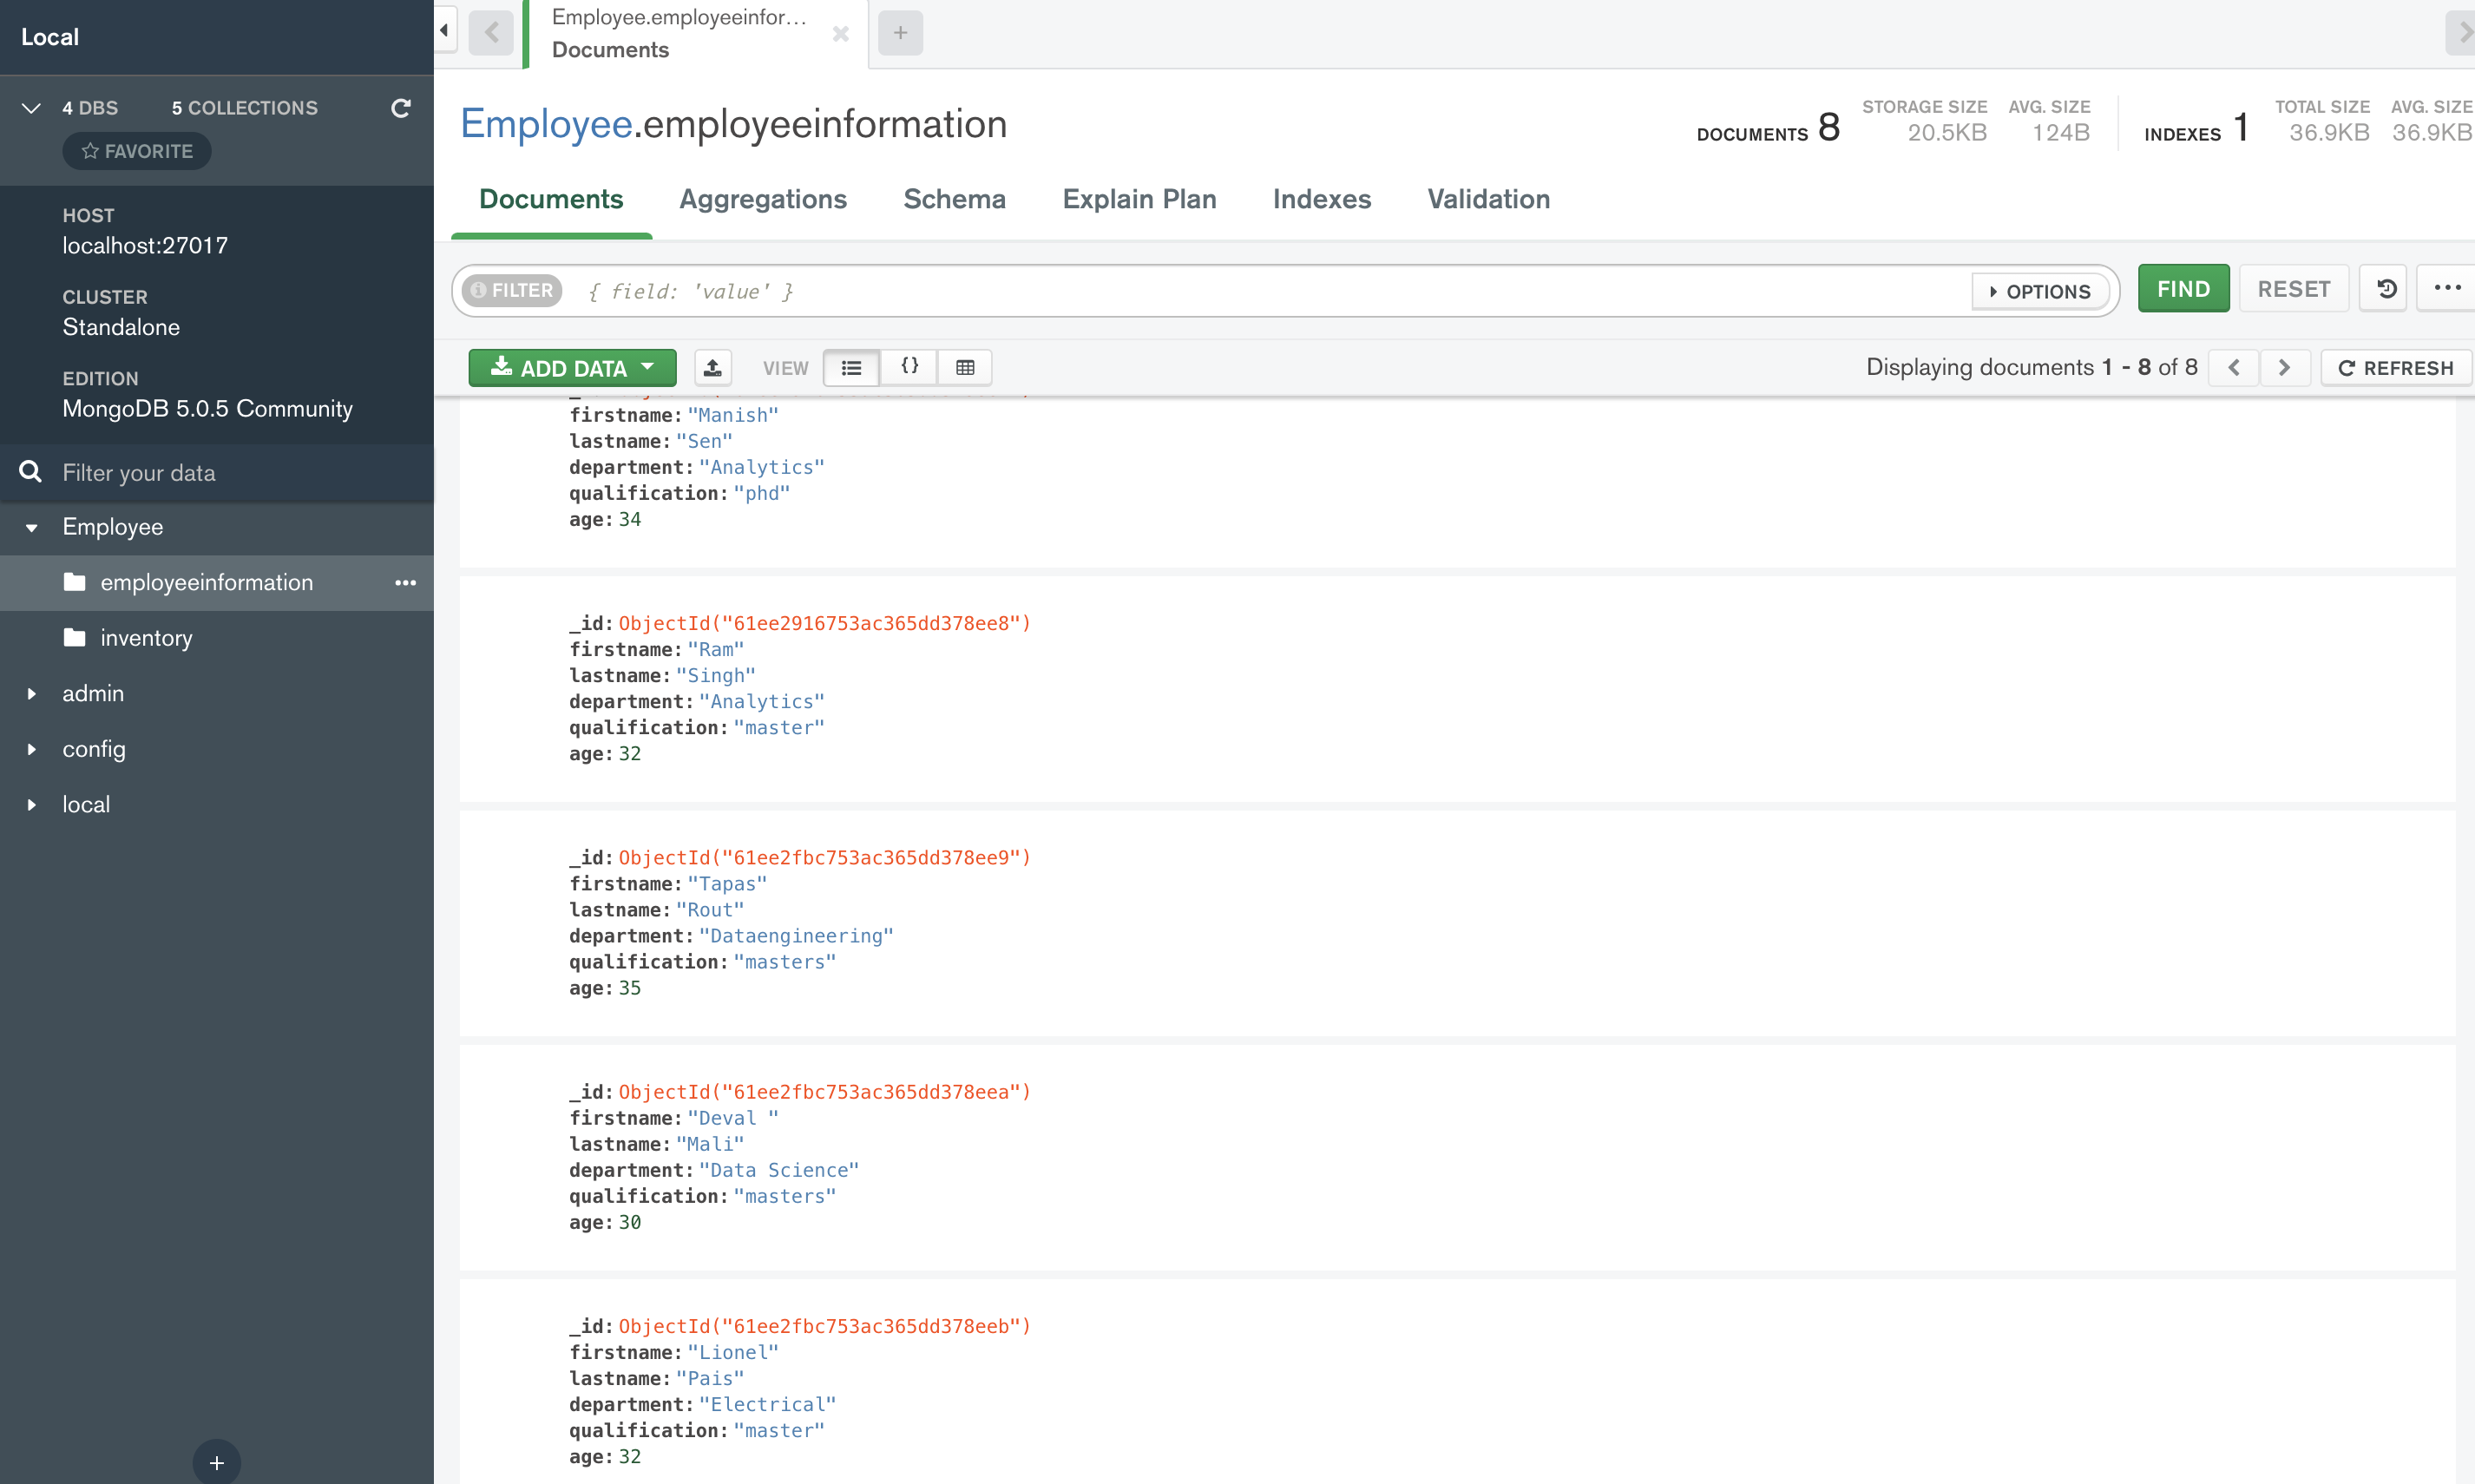 Local
4 DBS 5 COLLECTIONS
FAVORITE
HOST
localhost:27017
CLUSTER
Standalone
EDITION
MongoDB 5.0.5 Community
Filter your data
Employee
employeeinformation
inventory
admin
config
local
Employee.employeeinfor...
Documents
Employee.employeeinformation
DOCUMENTS 8
STORAGE SIZE
20.5KB
AVG. SIZE
124B
INDEXES 1
TOTAL SIZE
36.9KB
AVG. SIZE
36.9KB
Documents Aggregations Schema Explain Plan Indexes Validation
FILTER { field: 'value' } OPTIONS FIND RESET
ADD DATA VIEW {} Displaying documents 1 - 8 of 8 REFRESH
firstname: "Manish"
lastname: "Sen"
department: "Analytics"
qualification: "phd"
age: 34
_id: ObjectId("61ee2916753ac365dd378ee8")
firstname: "Ram"
lastname: "Singh"
department: "Analytics"
qualification: "master"
age: 32
_id: ObjectId("61ee2fbc753ac365dd378ee9")
firstname: "Tapas"
lastname: "Rout"
department: "Dataengineering"
qualification: "masters"
age: 35
_id: ObjectId("61ee2fbc753ac365dd378eea")
firstname: "Deval "
lastname: "Mali"
department: "Data Science"
qualification: "masters"
age: 30
_id: ObjectId("61ee2fbc753ac365dd378eeb")
firstname: "Lionel"
lastname: "Pais"
department: "Electrical"
qualification: "master"
age: 32